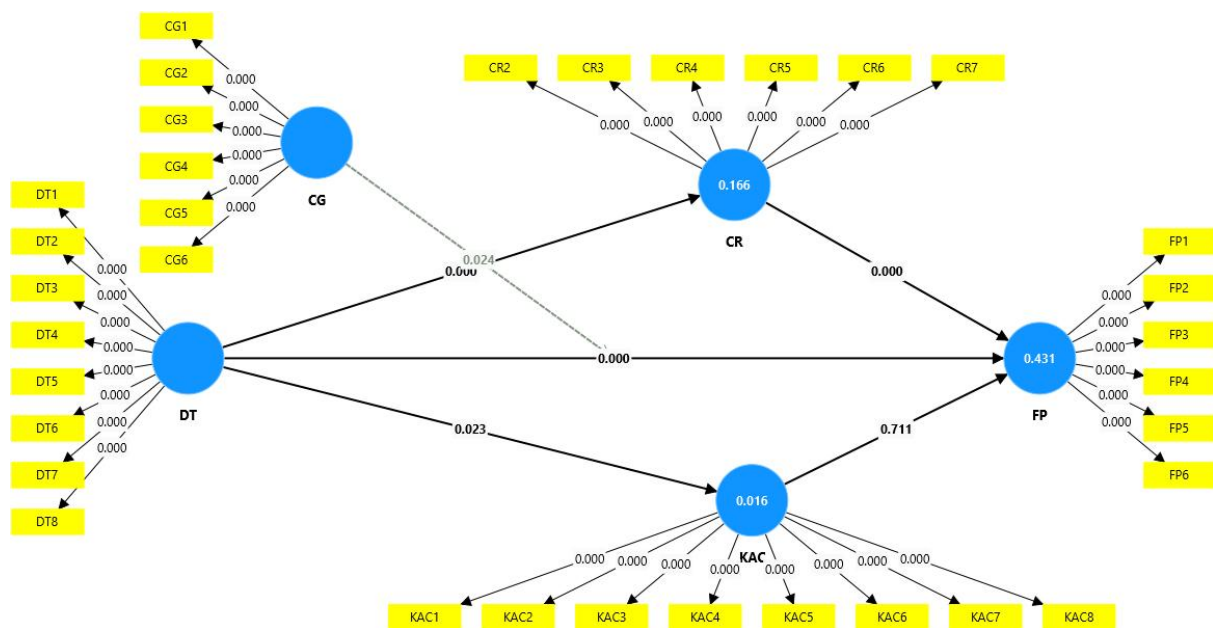 CG1
CG2
CG3
CG4
CG5
CG6
0.000
0.000
0.000
0.000
0.000
0.000
CG
CR2
CR3
CR4
CR5
CR6
CR7
0.000
0.000
0.000
0.000
0.000
0.000
0.166
CR
DT1
DT2
DT3
DT4
DT5
DT6
DT7
DT8
0.000
0.000
0.000
0.000
0.000
0.000
0.000
0.000
DT
0.024
0.000
0.000
0.000
0.023
0.711
FP1
FP2
FP3
FP4
FP5
FP6
0.000
0.000
0.000
0.000
0.000
0.000
0.431
FP
0.016
KAC
0.000
0.000
0.000
0.000
0.000
0.000
0.000
0.000
KAC1
KAC2
KAC3
KAC4
KAC5
KAC6
KAC7
KAC8